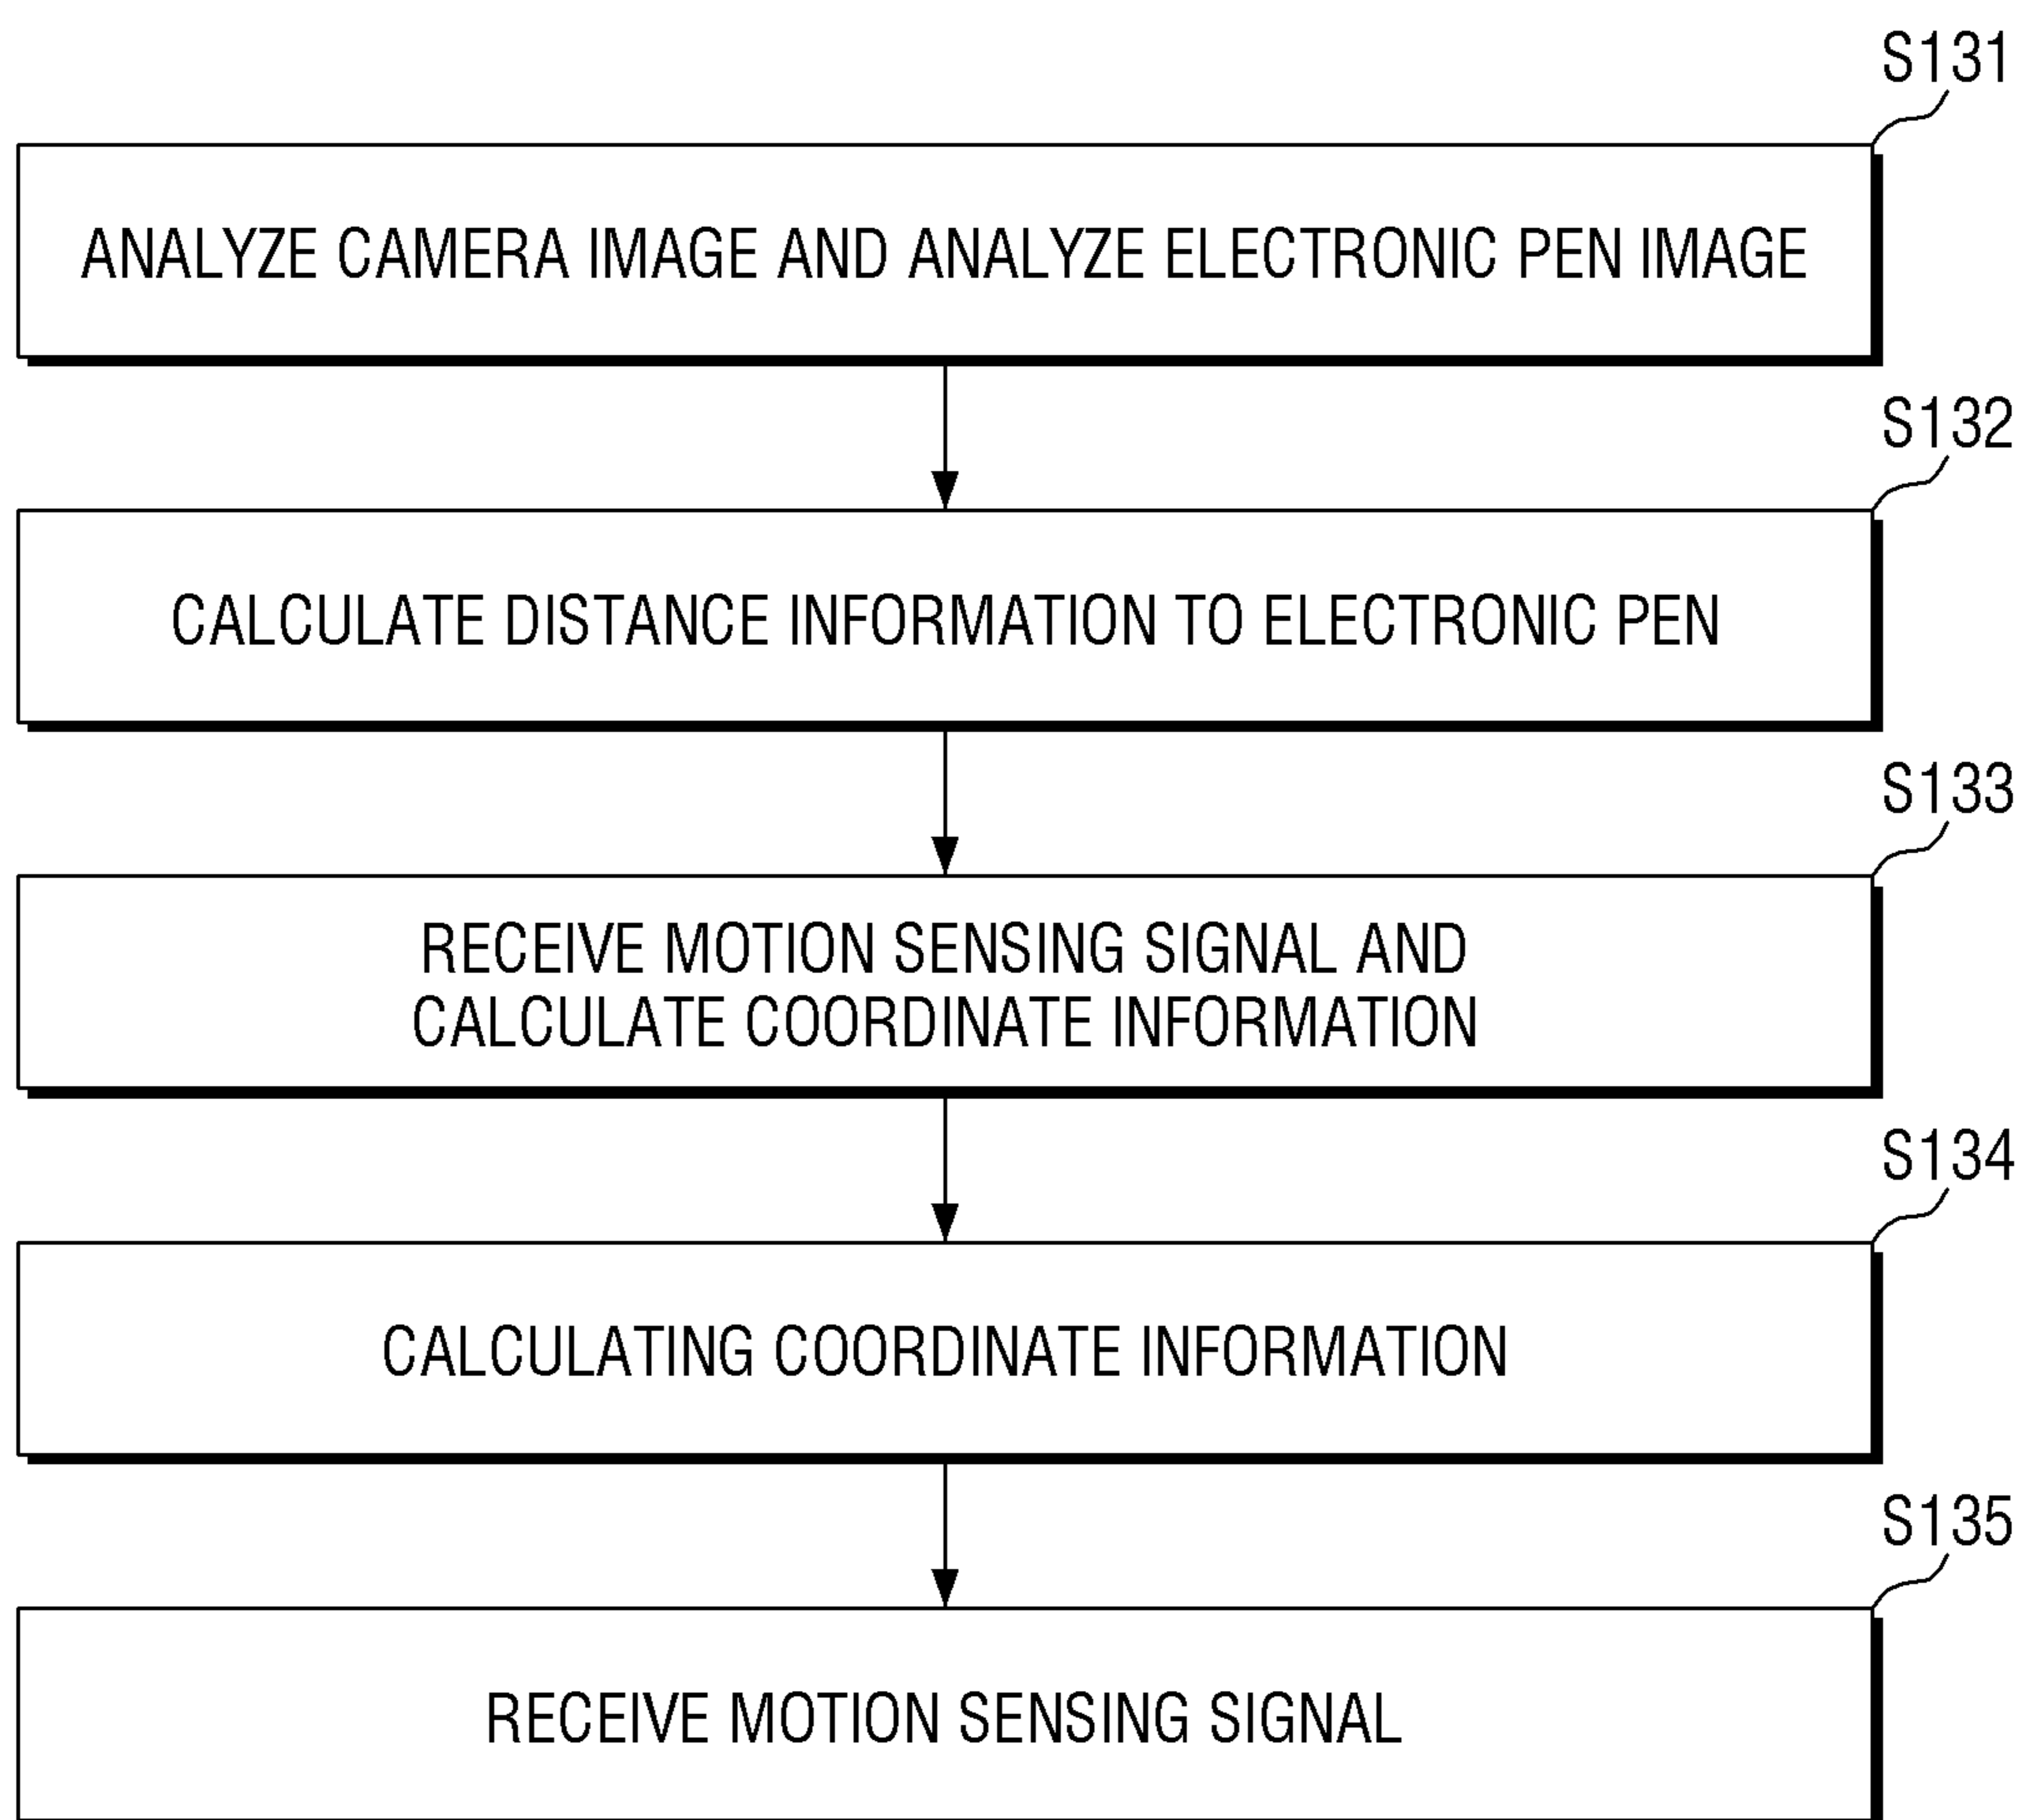 S131
ANALYZE CAMERA IMAGE AND ANALYZE ELECTRONIC PEN IMAGE
S132
CALCULATE DISTANCE INFORMATION TO ELECTRONIC PEN
S133
RECEIVE MOTION SENSING SIGNAL AND
CALCULATE COORDINATE INFORMATION
S134
CALCULATING COORDINATE INFORMATION
S135
RECEIVE MOTION SENSING SIGNAL